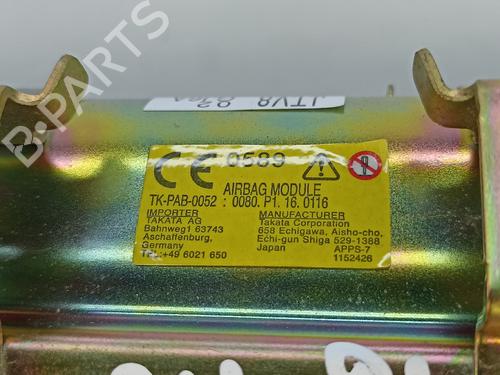 B-PARTS
CE 0589
AIRBAG MODULE
TK-PAB-0052 : 0080. P1. 16. 0116
IMPORTER
TAKATA AG
Bahnweg1 63743
Aschaffenburg,
Germany
TEL:+49 6021 650
MANUFACTURER
Takata Corporation
658 Echigawa, Aisho-cho,
Echi-gun Shiga 529-1388
Japan APPS-7
1152426